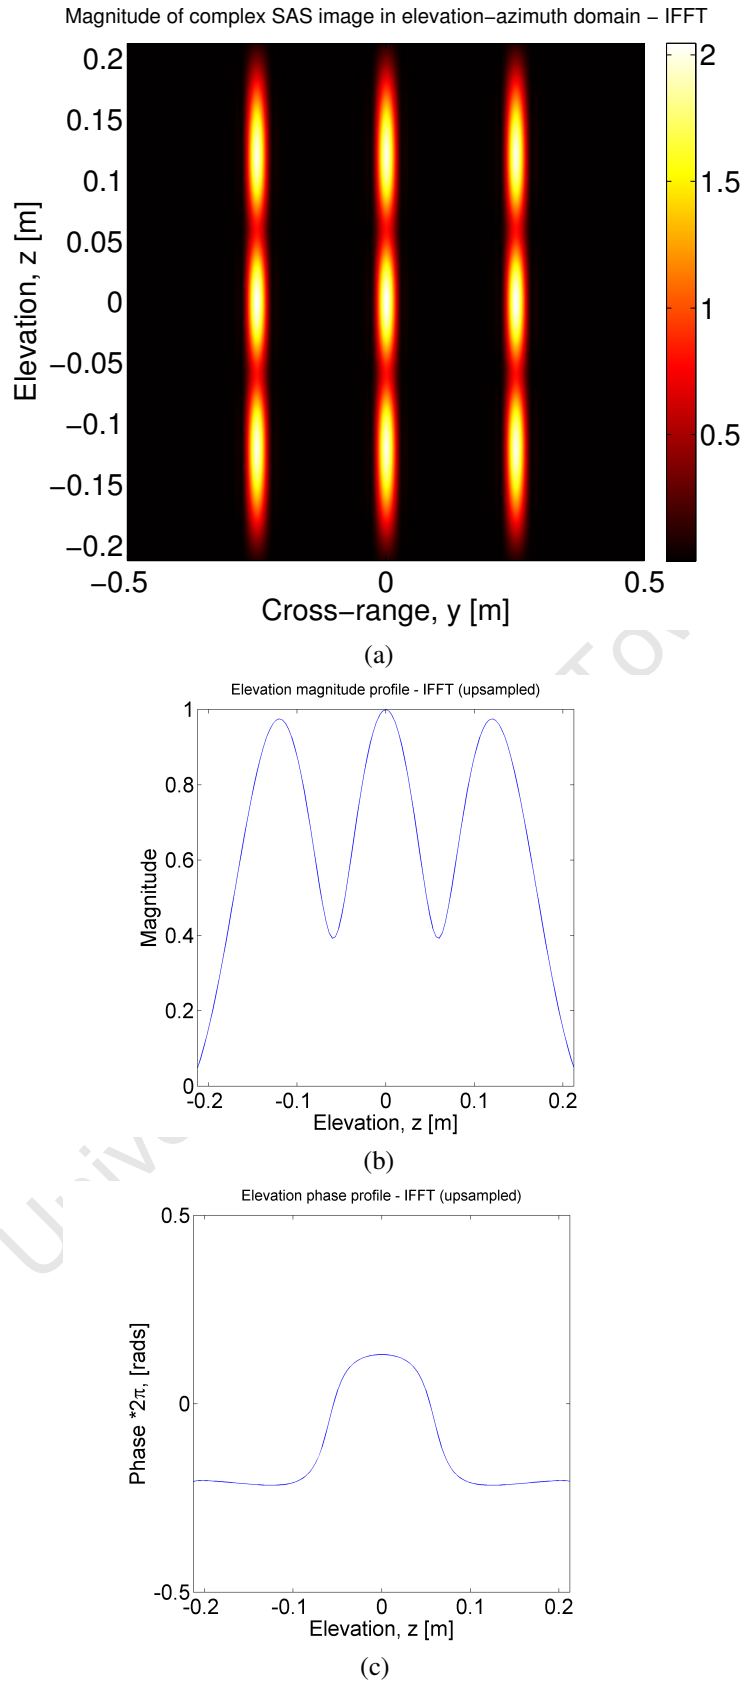 Magnitude of complex SAS image in elevation−azimuth domain − IFFT
0.2
0.15
0.1
0.05
0
−0.05
−0.1
−0.15
−0.2
Elevation, z [m]
−0.5
0
0.5
Cross−range, y [m]
2
1.5
1
0.5
(a)
Elevation magnitude profile - IFFT (upsampled)
1
0.8
0.6
0.4
0.2
0
Magnitude
-0.2
-0.1
0
0.1
0.2
Elevation, z [m]
(b)
Elevation phase profile - IFFT (upsampled)
0.5
0
-0.5
Phase *2π, [rads]
-0.2
-0.1
0
0.1
0.2
Elevation, z [m]
(c)